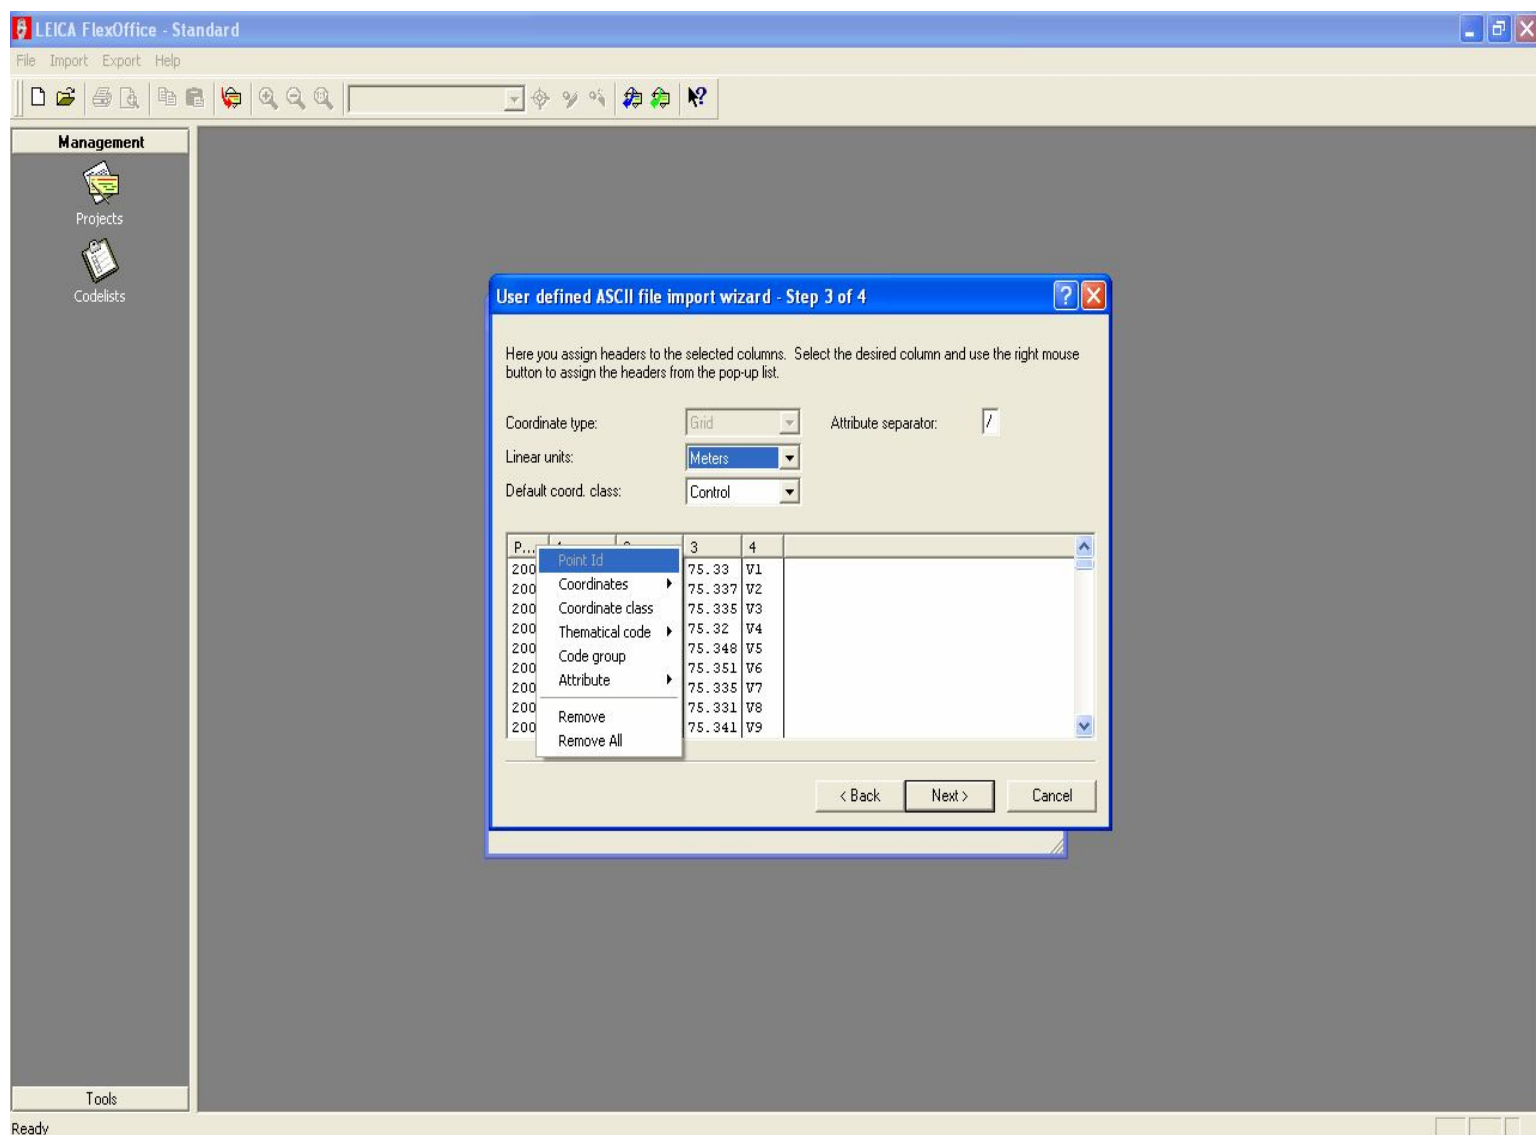 LEICA FlexOffice - Standard
File Import Export Help
Management
Projects
Codelists
User defined ASCII file import wizard - Step 3 of 4
Here you assign headers to the selected columns. Select the desired column and use the right mouse
button to assign the headers from the pop-up list.
Coordinate type: Grid Attribute separator: /
Linear units: Meters
Default coord. class: Control
P... 3 4
200 75.33 V1
200 75.337 V2
200 75.335 V3
200 75.32 V4
200 75.348 V5
200 75.351 V6
200 75.335 V7
200 75.331 V8
200 75.341 V9
Point Id
Coordinates
Coordinate class
Thematical code
Code group
Attribute
Remove
Remove All
< Back Next > Cancel
Tools
Ready